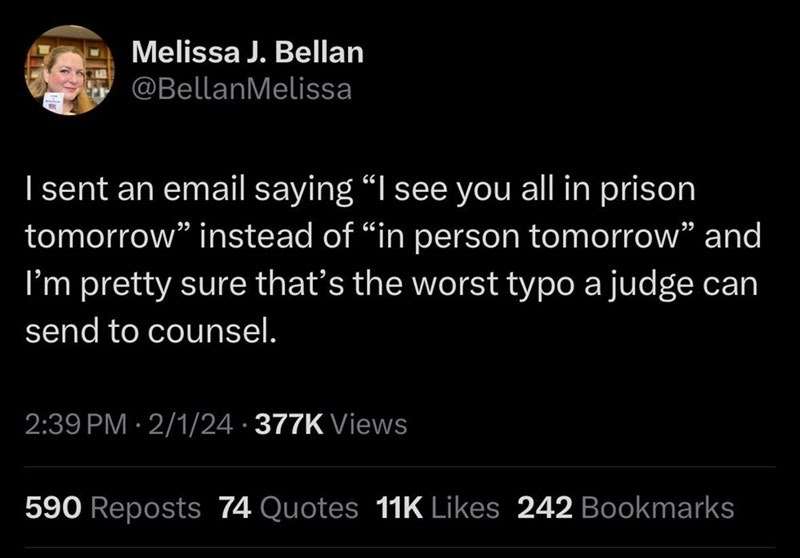 Melissa J. Bellan
@BellanMelissa
I sent an email saying “I see you all in prison
tomorrow” instead of “in person tomorrow” and
I’m pretty sure that’s the worst typo a judge can
send to counsel.
2:39 PM · 2/1/24 · 377K Views
590 Reposts 74 Quotes 11K Likes 242 Bookmarks